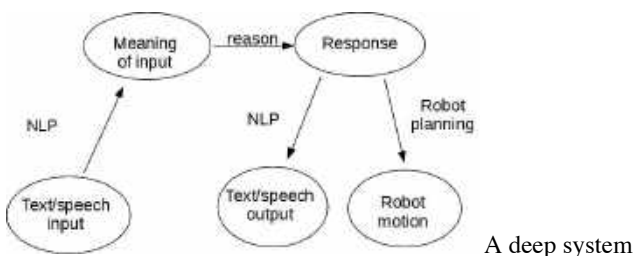 Meaning
of input
reason
Response
NLP
NLP
Robot
planning
Text/speech
input
Text/speech
output
Robot
motion
A deep system